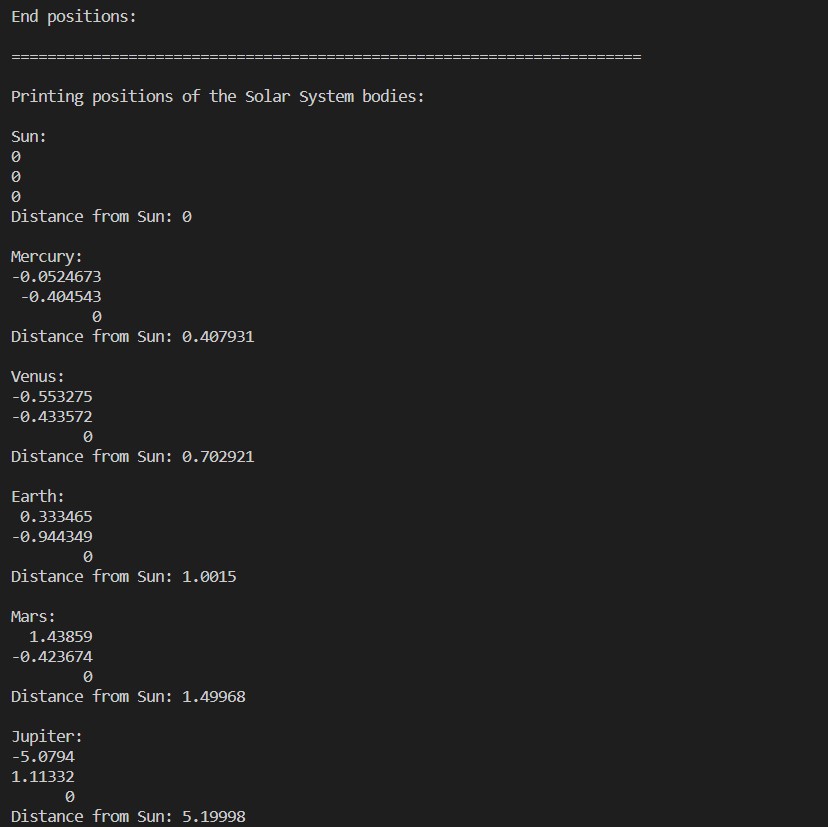 End positions:
======================================================================
Printing positions of the Solar System bodies:
Sun:
0
0
0
Distance from Sun: 0
Mercury:
-0.0524673
-0.404543
0
Distance from Sun: 0.407931
Venus:
-0.553275
-0.433572
0
Distance from Sun: 0.702921
Earth:
0.333465
-0.944349
0
Distance from Sun: 1.0015
Mars:
1.43859
-0.423674
0
Distance from Sun: 1.49968
Jupiter:
-5.0794
1.11332
0
Distance from Sun: 5.19998